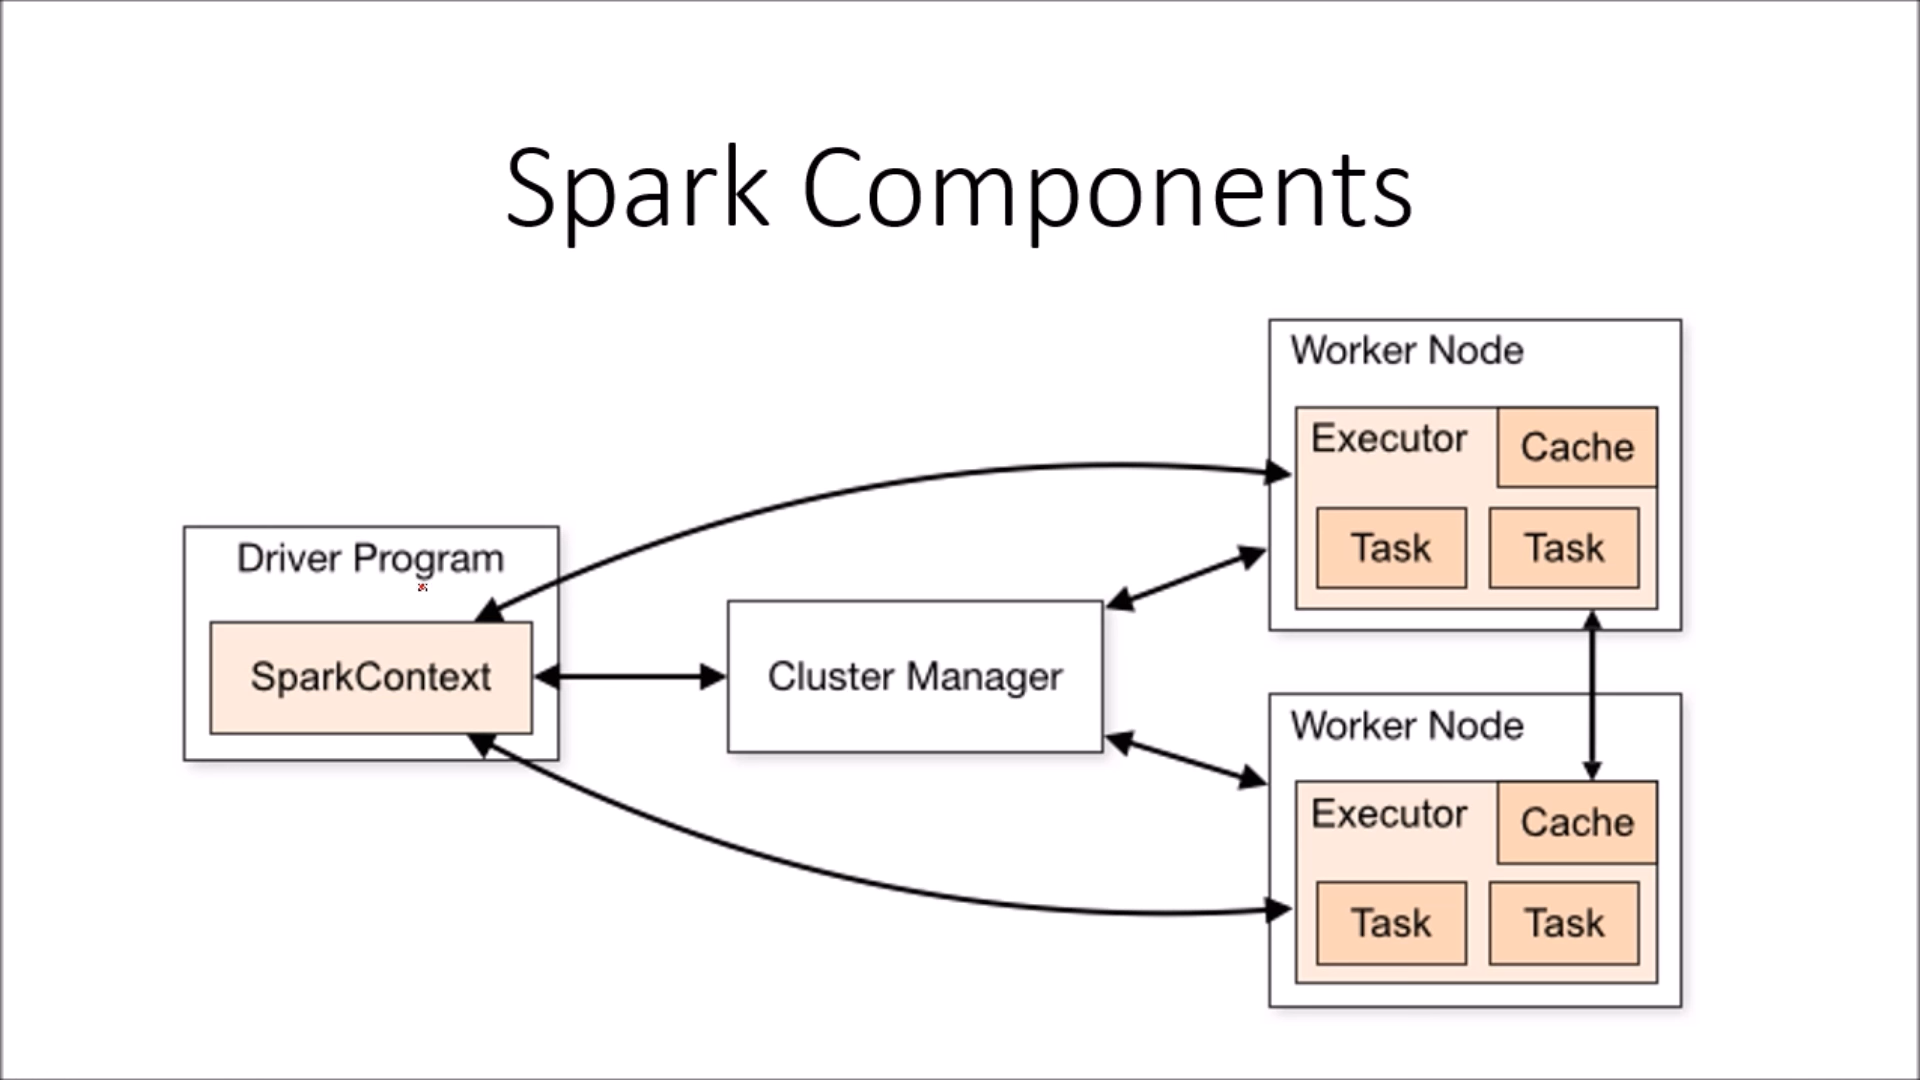 Spark Components
Driver Program
SparkContext
Cluster Manager
Worker Node
Executor
Cache
Task
Task
Worker Node
Executor
Cache
Task
Task